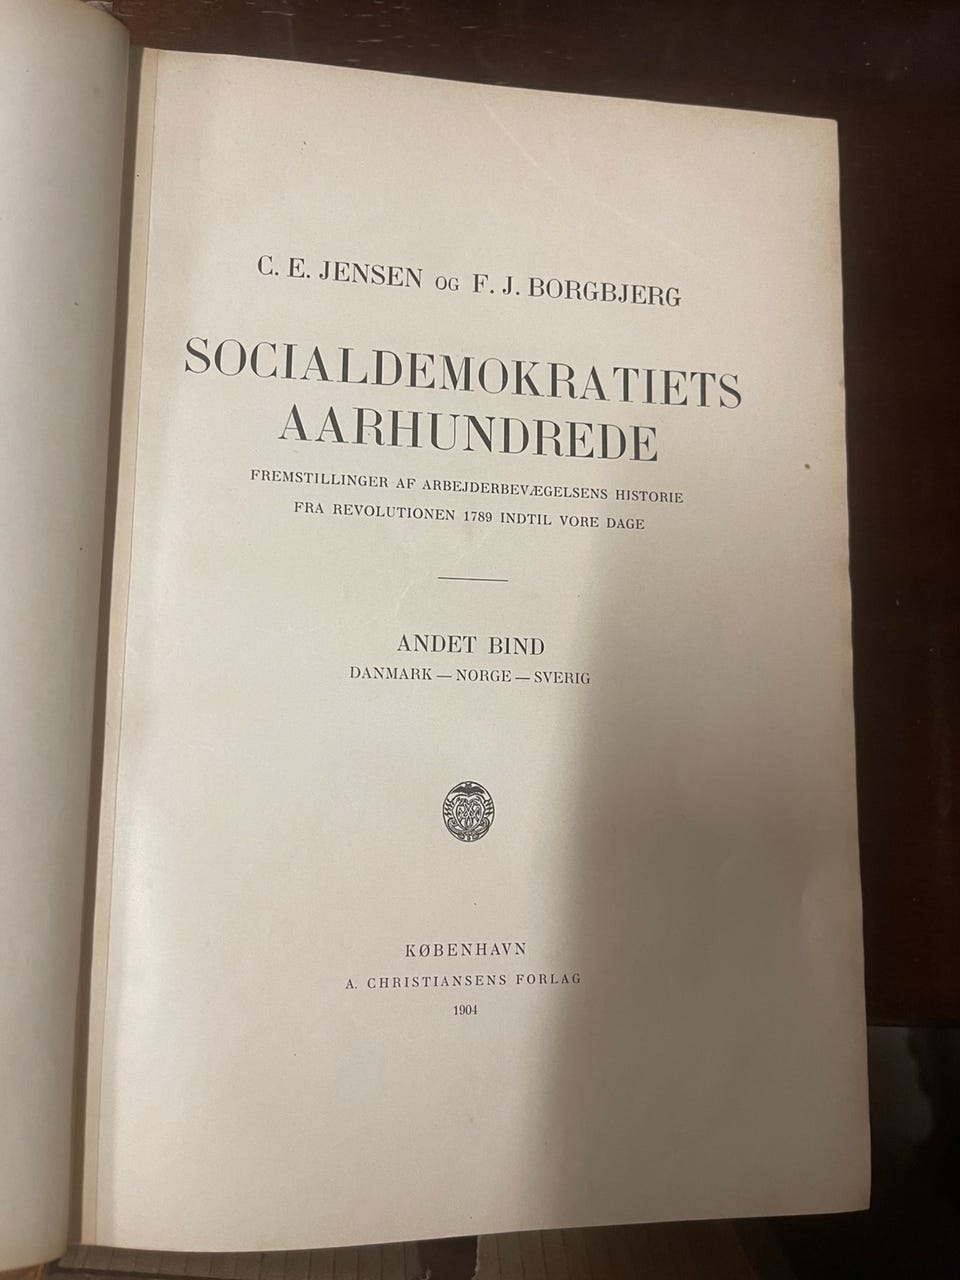 C. E. JENSEN OG F. J. BORGBJERG
SOCIALDEMOKRATIETS
AARHUNDREDE
FREMSTILLINGER AF ARBEJDERBEVÆGELSENS HISTORIE
FRA REVOLUTIONEN 1789 INDTIL VORE DAGE
ANDET BIND
DANMARK — NORGE — SVERIG
KØBENHAVN
A. CHRISTIANSENS FORLAG
1904